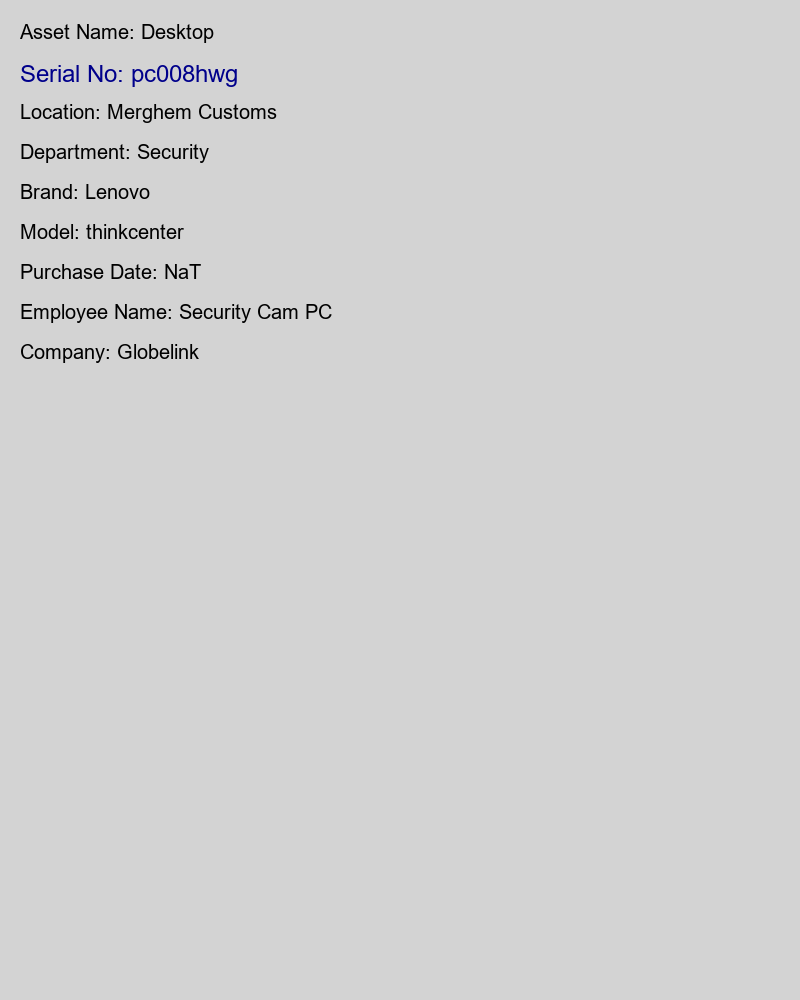 Asset Name: Desktop
Serial No: pc008hwg
Location: Merghem Customs
Department: Security
Brand: Lenovo
Model: thinkcenter
Purchase Date: NaT
Employee Name: Security Cam PC
Company: Globelink